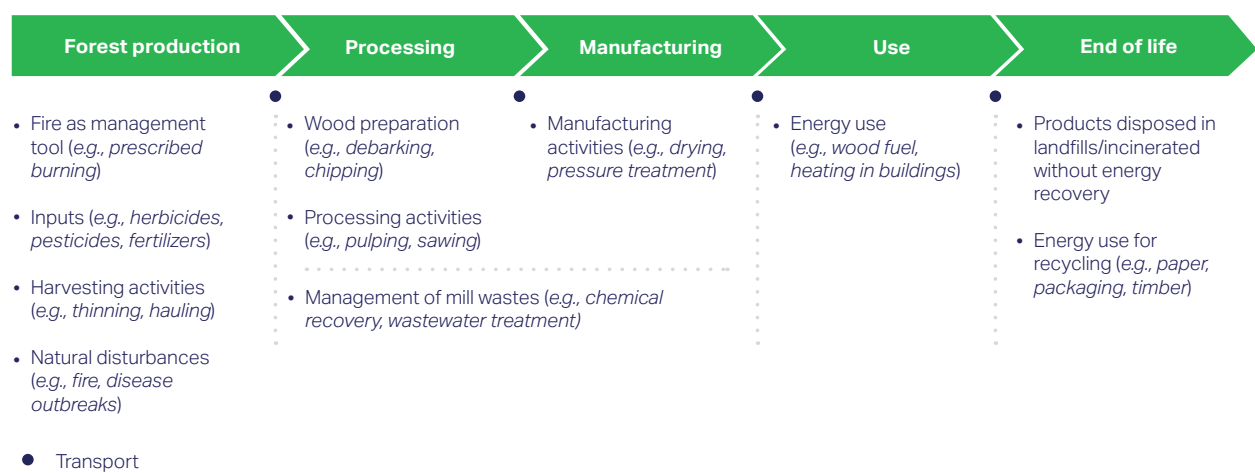 Forest production
Processing
Manufacturing
Use
End of life
• Fire as management
tool (e.g., prescribed
burning)
• Inputs (e.g., herbicides,
pesticides, fertilizers)
• Harvesting activities
(e.g., thinning, hauling)
• Natural disturbances
(e.g., fire, disease
outbreaks)
• Wood preparation
(e.g., debarking,
chipping)
• Processing activities
(e.g., pulping, sawing)
• Management of mill wastes (e.g., chemical
recovery, wastewater treatment)
• Manufacturing
activities (e.g., drying,
pressure treatment)
• Energy use
(e.g., wood fuel,
heating in buildings)
• Products disposed in
landfills/incinerated
without energy
recovery
• Energy use for
recycling (e.g., paper,
packaging, timber)
● Transport